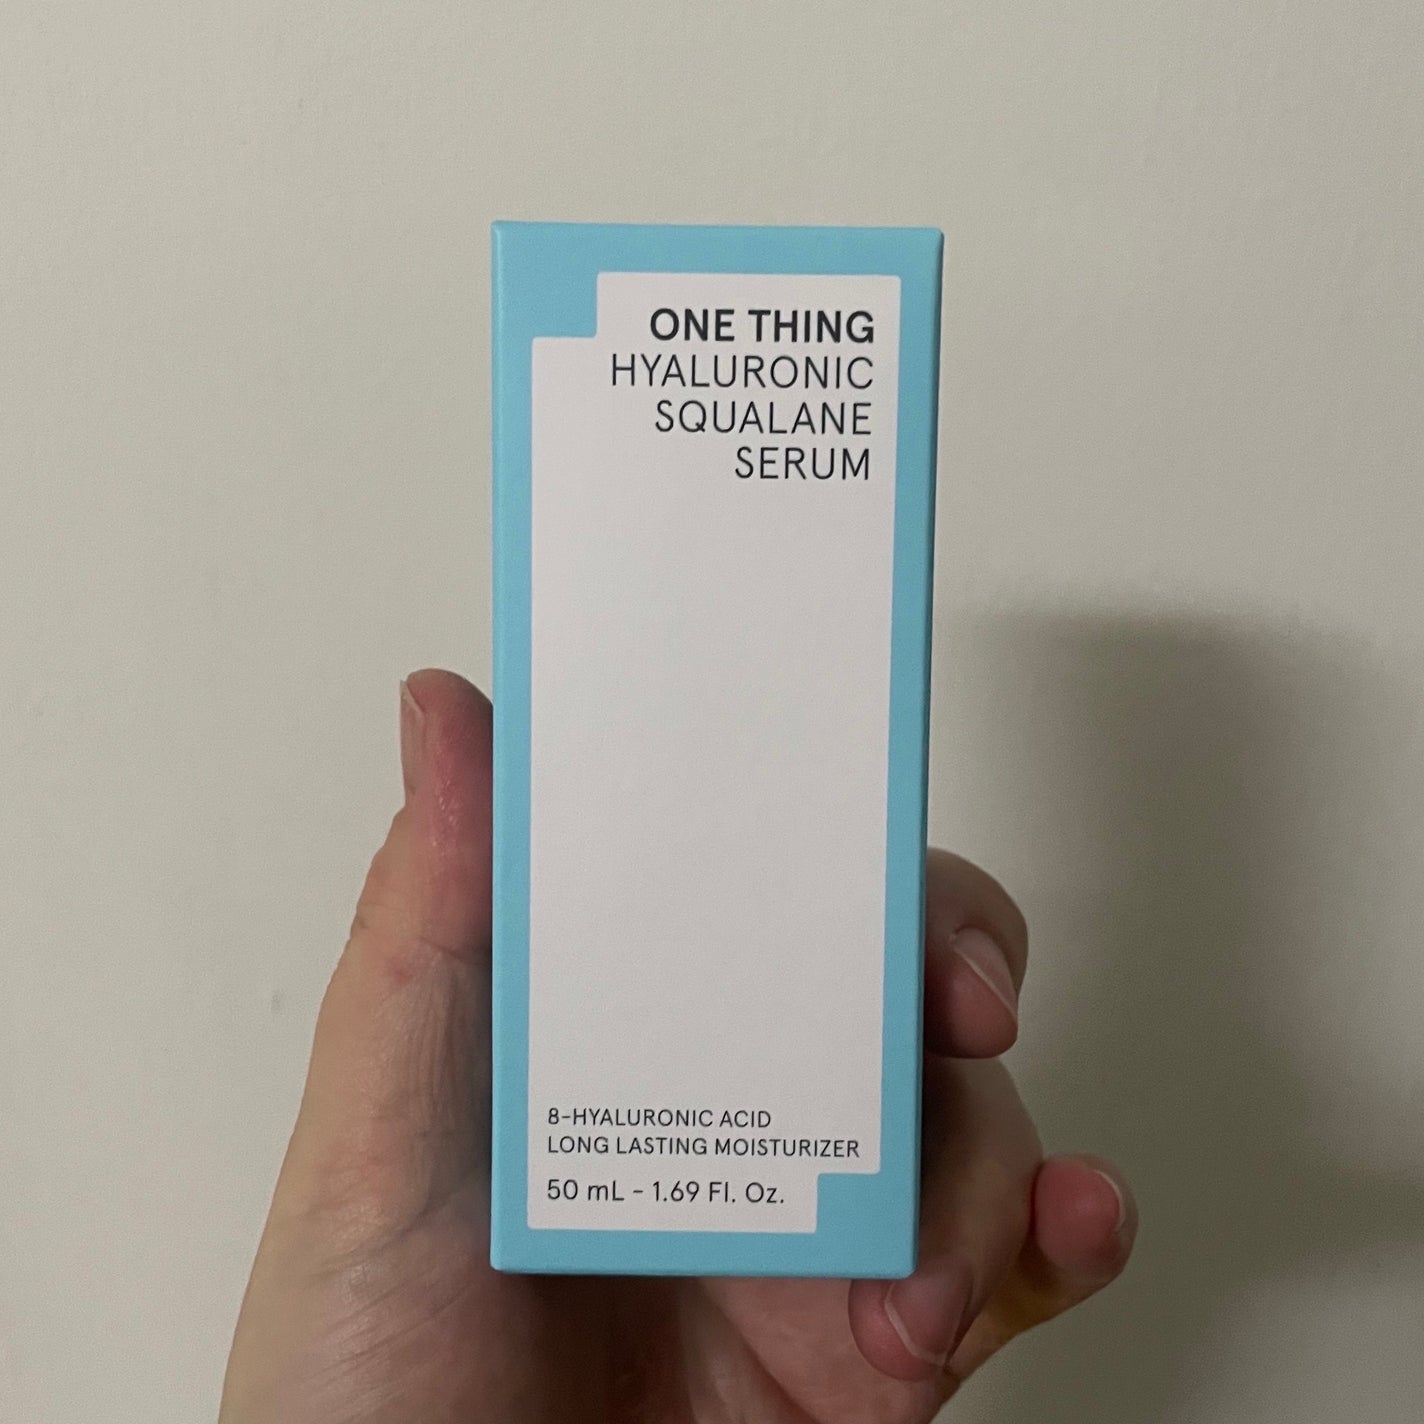 ONE THING
HYALURONIC
SQUALANE
SERUM
8-HYALURONIC ACID
LONG LASTING MOISTURIZER
50 mL - 1.69 Fl. Oz.